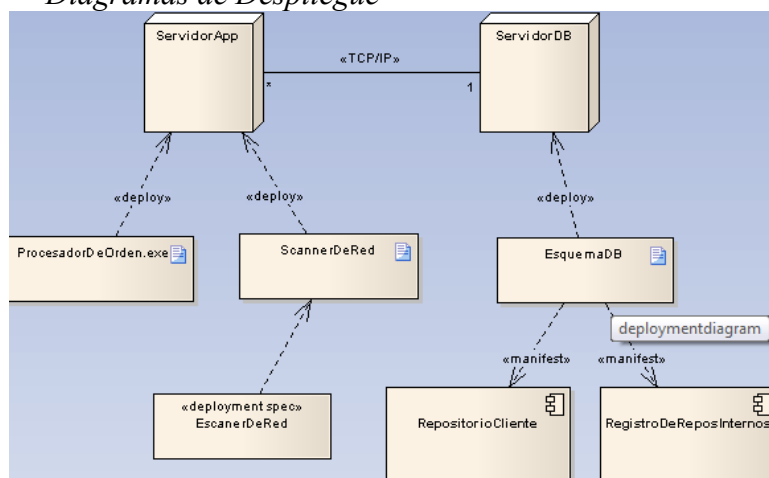 Diagramas de Despliegue
ServidorApp
«TCP/IP»
ServidorDB
*
1
«deploy»
«deploy»
«deploy»
ProcesadorDeOrden.exe
ScannerDeRed
EsquemaDB
deploymentdiagram
«manifest»
«manifest»
«deployment spec»
EscanerDeRed
RepositorioCliente
RegistroDeReposInternos